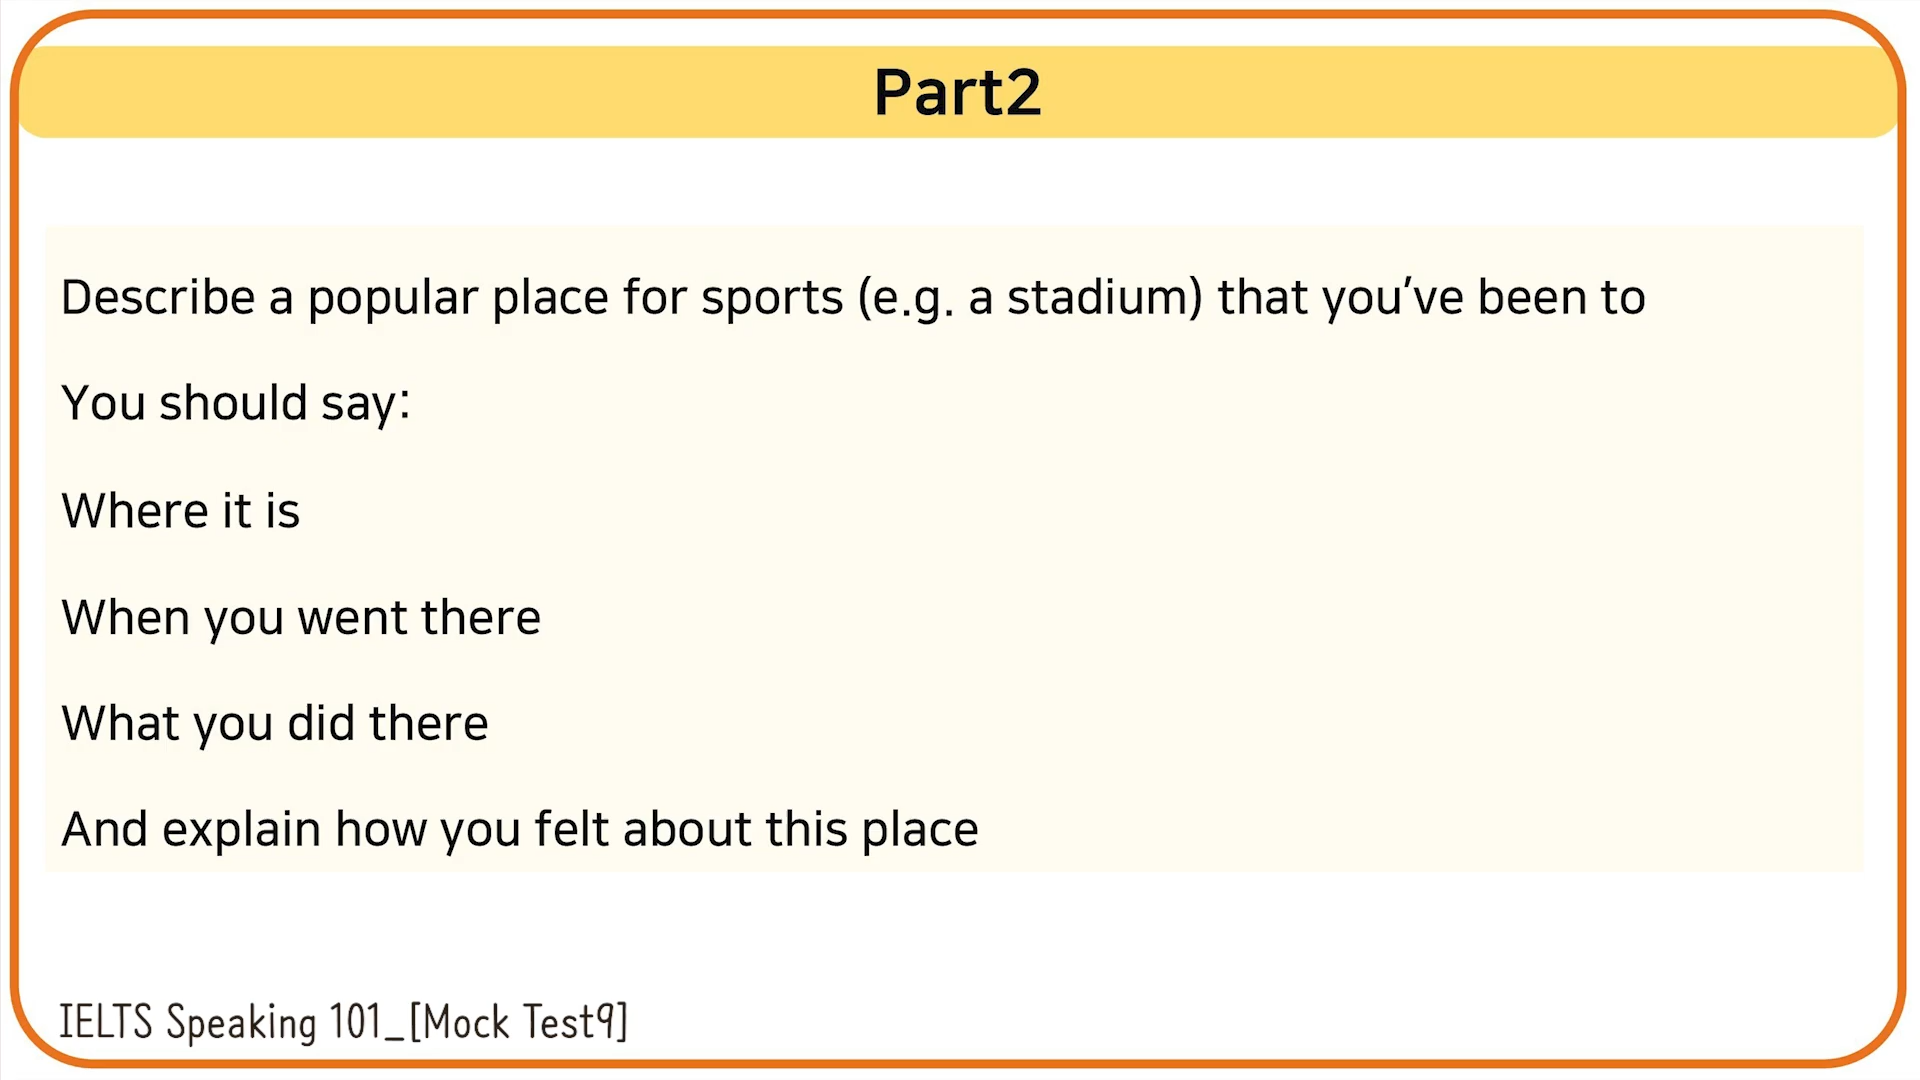 Part2
Describe a popular place for sports (e.g. a stadium) that you’ve been to
You should say:
Where it is
When you went there
What you did there
And explain how you felt about this place
IELTS Speaking 101_[Mock Test9]